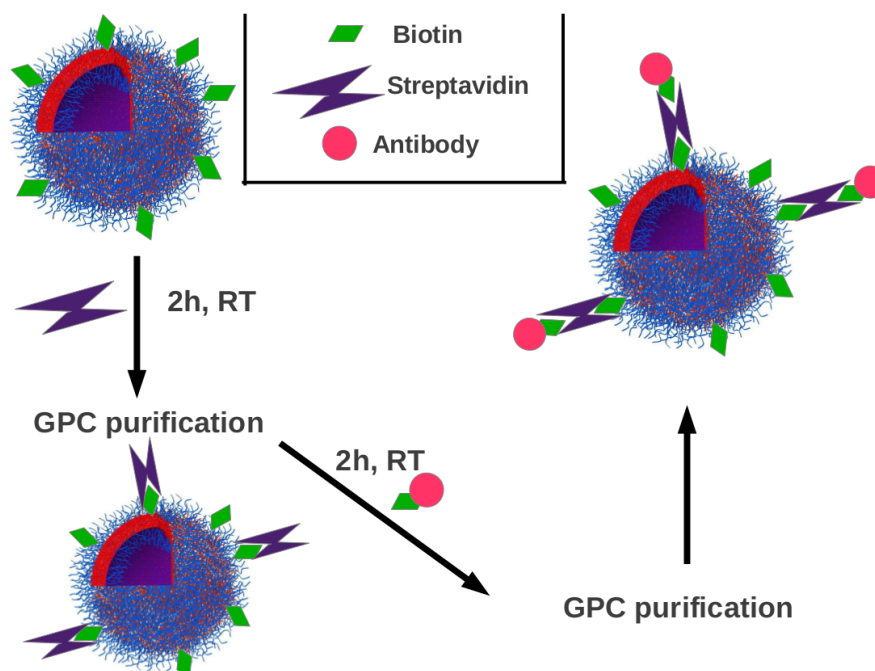 Biotin
Streptavidin
Antibody
2h, RT
GPC purification
2h, RT
GPC purification